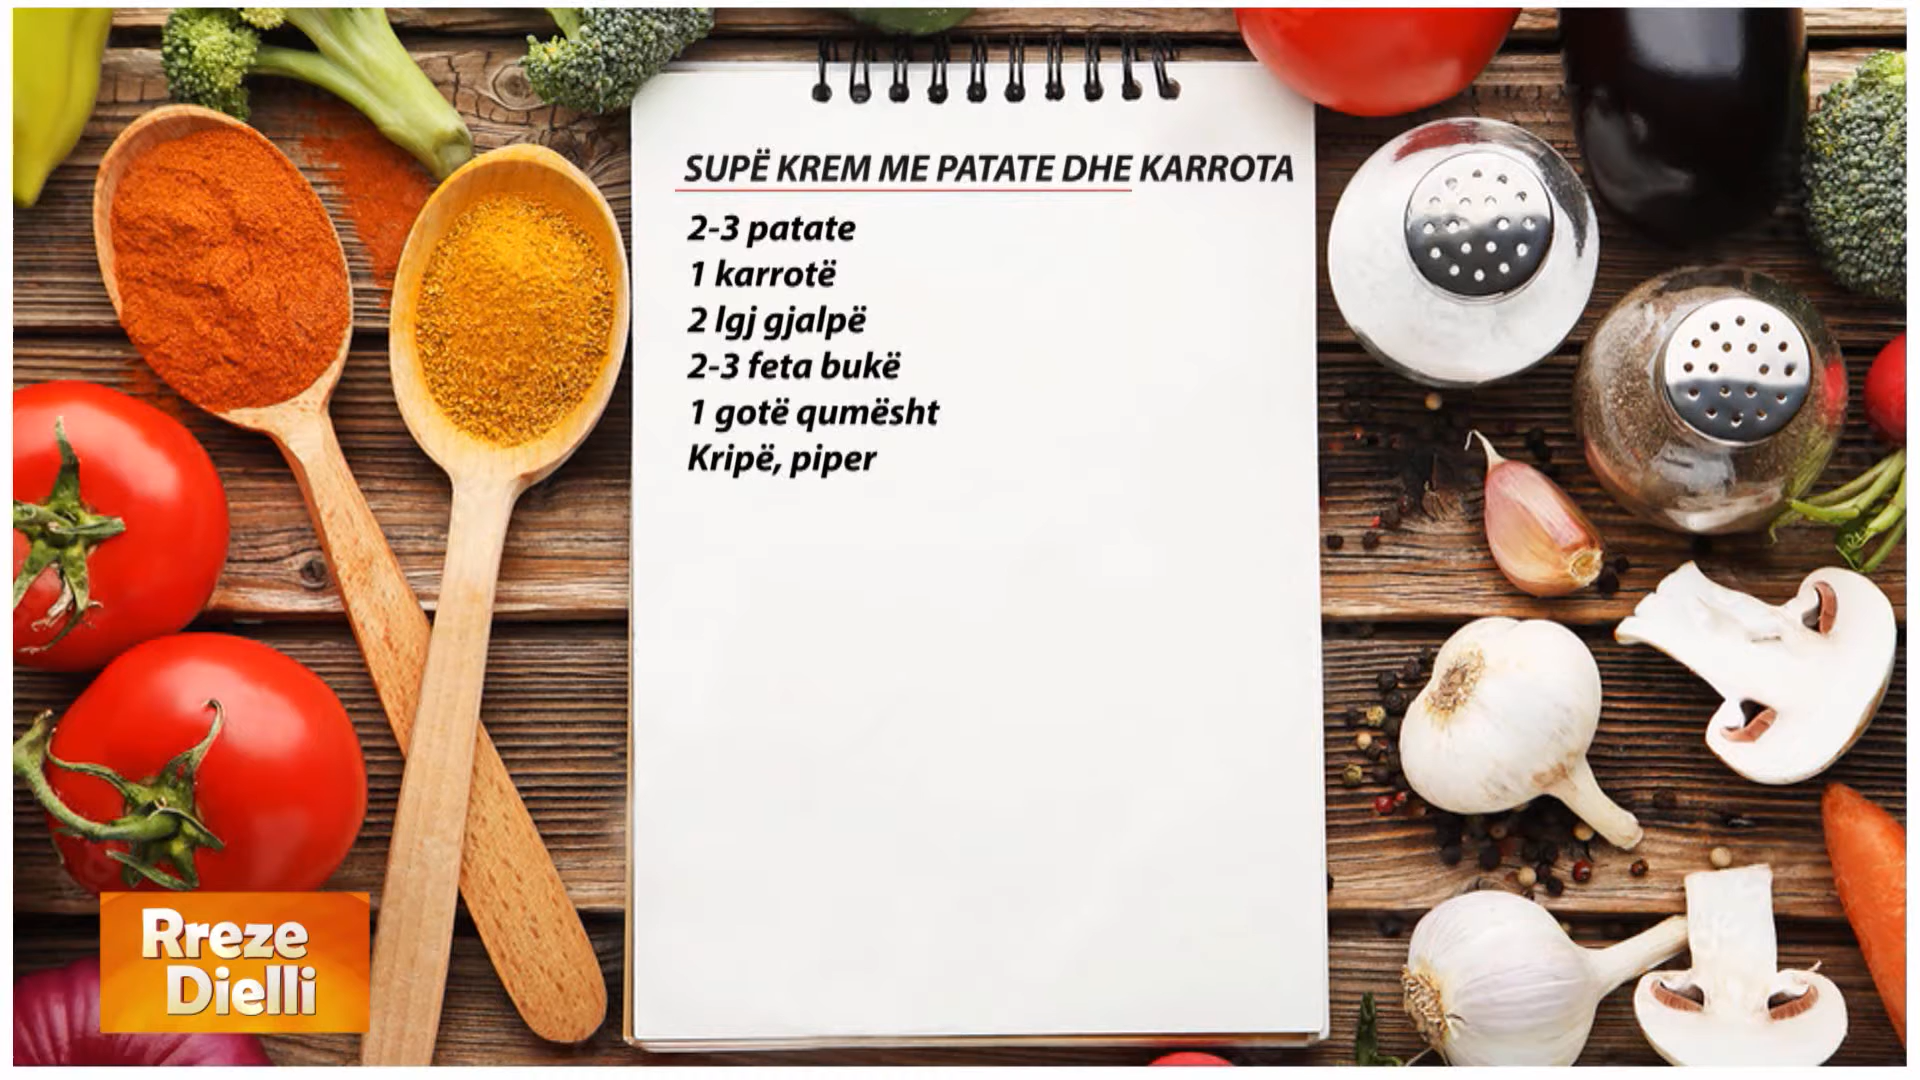 SUPË KREM ME PATATE DHE KARROTA
2-3 patate
1 karrotë
2 lgj gjalpë
2-3 feta bukë
1 gotë qumësht
Kripë, piper
Rreze
Dielli